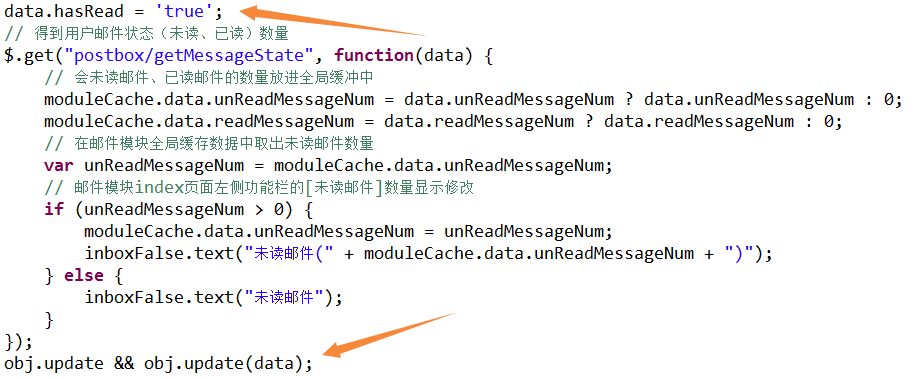 data.hasRead = 'true';
// 得到用户邮件状态（未读、已读）数量
$.get("postbox/getMessageState", function(data) {
    // 会未读邮件、已读邮件的数量放进全局缓冲中
    moduleCache.data.unReadMessageNum = data.unReadMessageNum ? data.unReadMessageNum : 0;
    moduleCache.data.readMessageNum = data.readMessageNum ? data.readMessageNum : 0;
    // 在邮件模块全局缓存数据中取出未读邮件数量
    var unReadMessageNum = moduleCache.data.unReadMessageNum;
    // 邮件模块index页面左侧功能栏的[未读邮件]数量显示修改
    if (unReadMessageNum > 0) {
        moduleCache.data.unReadMessageNum = unReadMessageNum;
        inboxFalse.text("未读邮件(" + moduleCache.data.unReadMessageNum + ")");
    } else {
        inboxFalse.text("未读邮件");
    }
});
obj.update && obj.update(data);